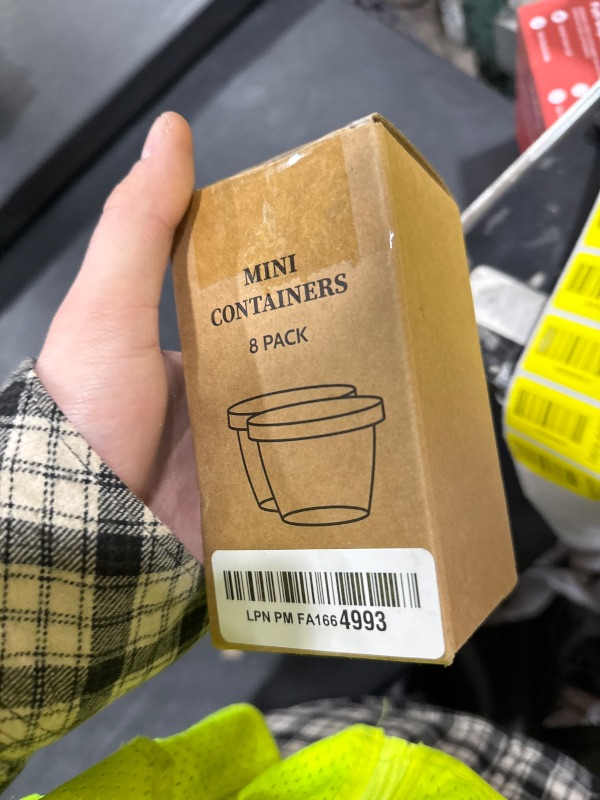 MINI
CONTAINERS
8 PACK
LPN PM FA1664993